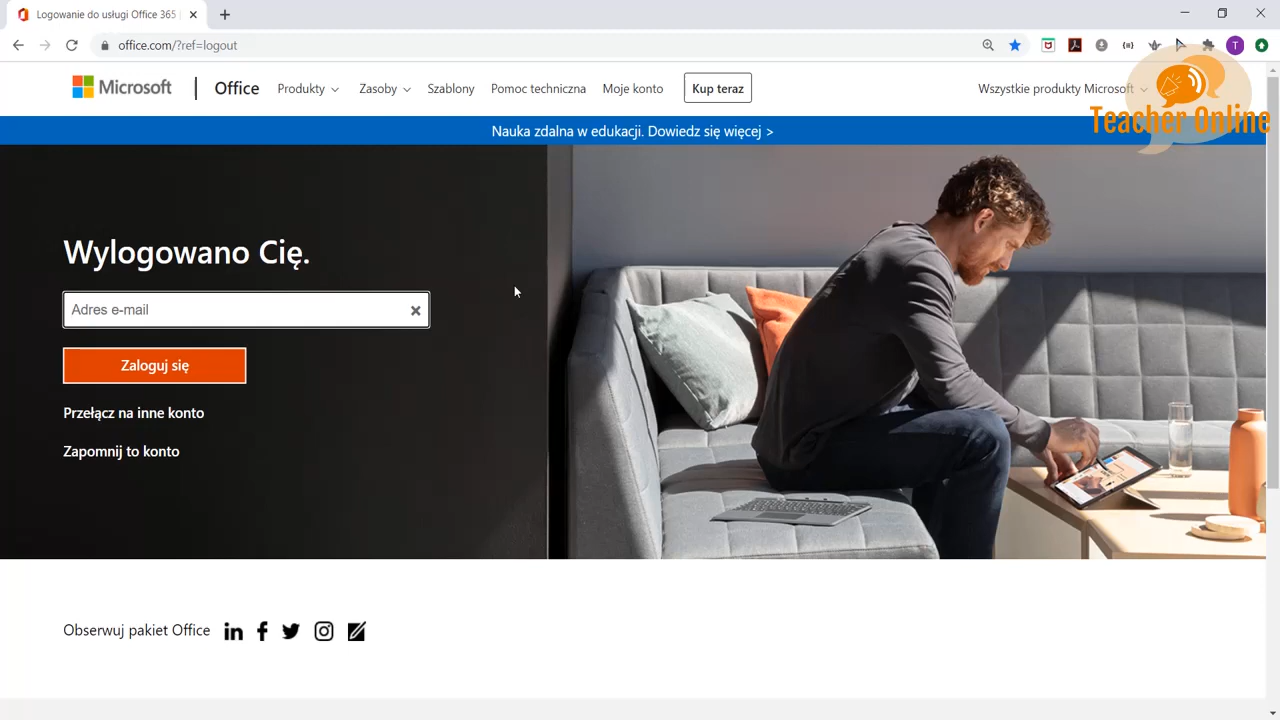 Logowanie do usługi Office 365
office.com/?ref=logout
T
Microsoft
Office
Produkty
Zasoby
Szablony
Pomoc techniczna
Moje konto
Kup teraz
Wszystkie produkty Microsoft
Teacher Online
Nauka zdalna w edukacji. Dowiedz się więcej >
Wylogowano Cię.
Adres e-mail
Zaloguj się
Przełącz na inne konto
Zapomnij to konto
Obserwuj pakiet Office